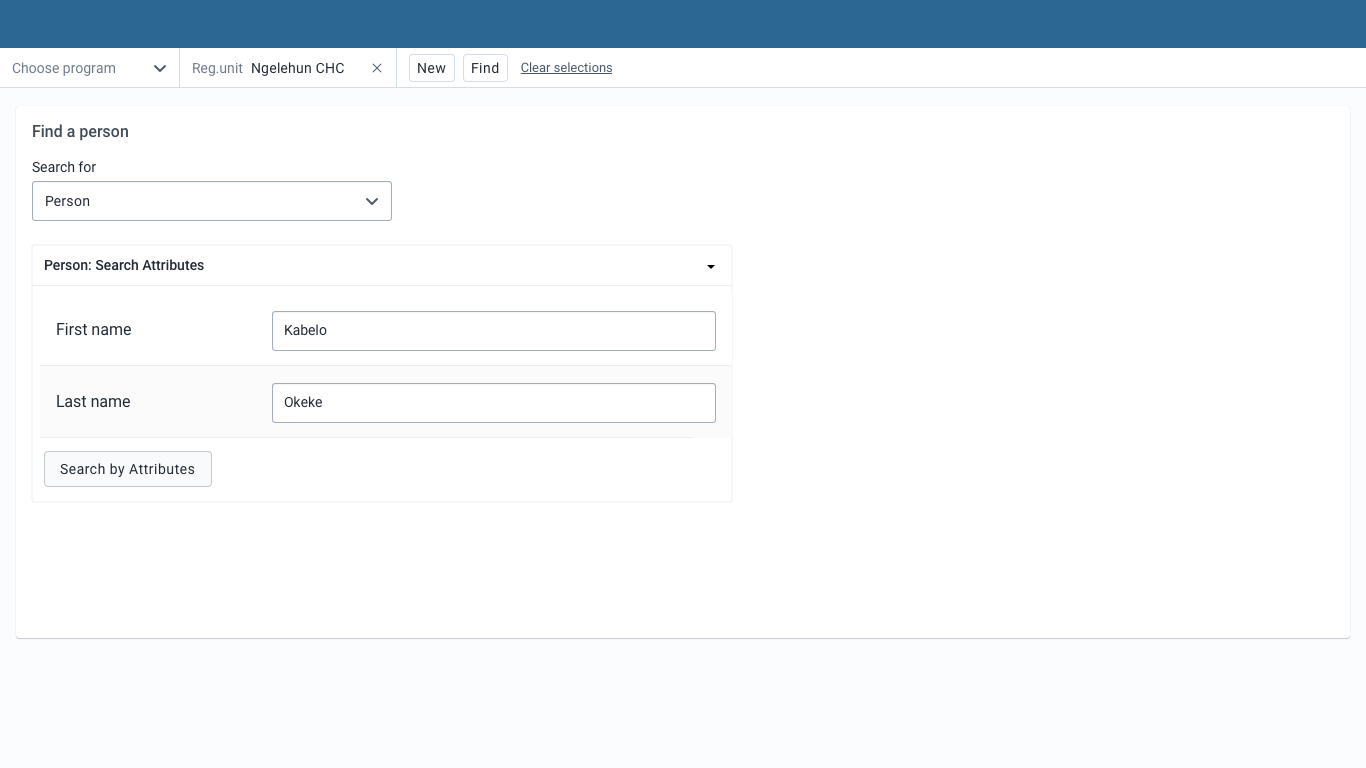 Choose program Reg.unit Ngelehun CHC New Find Clear selections
Find a person
Search for
Person
Person: Search Attributes
First name Kabelo
Last name Okeke
Search by Attributes